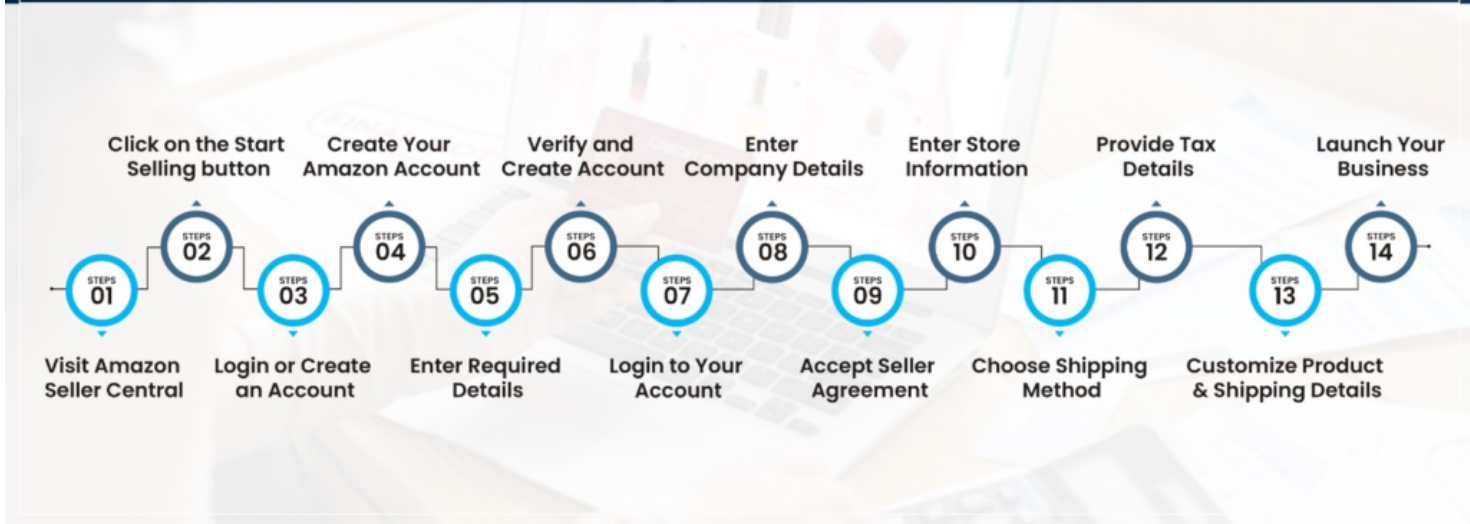 STEPS
01
Visit Amazon
Seller Central
Click on the Start
Selling button
STEPS
02
STEPS
03
Login or Create
an Account
Create Your
Amazon Account
STEPS
04
STEPS
05
Enter Required
Details
Verify and
Create Account
STEPS
06
STEPS
07
Login to Your
Account
Enter
Company Details
STEPS
08
STEPS
09
Accept Seller
Agreement
Enter Store
Information
STEPS
10
STEPS
11
Choose Shipping
Method
Provide Tax
Details
STEPS
12
STEPS
13
Customize Product
& Shipping Details
Launch Your
Business
STEPS
14